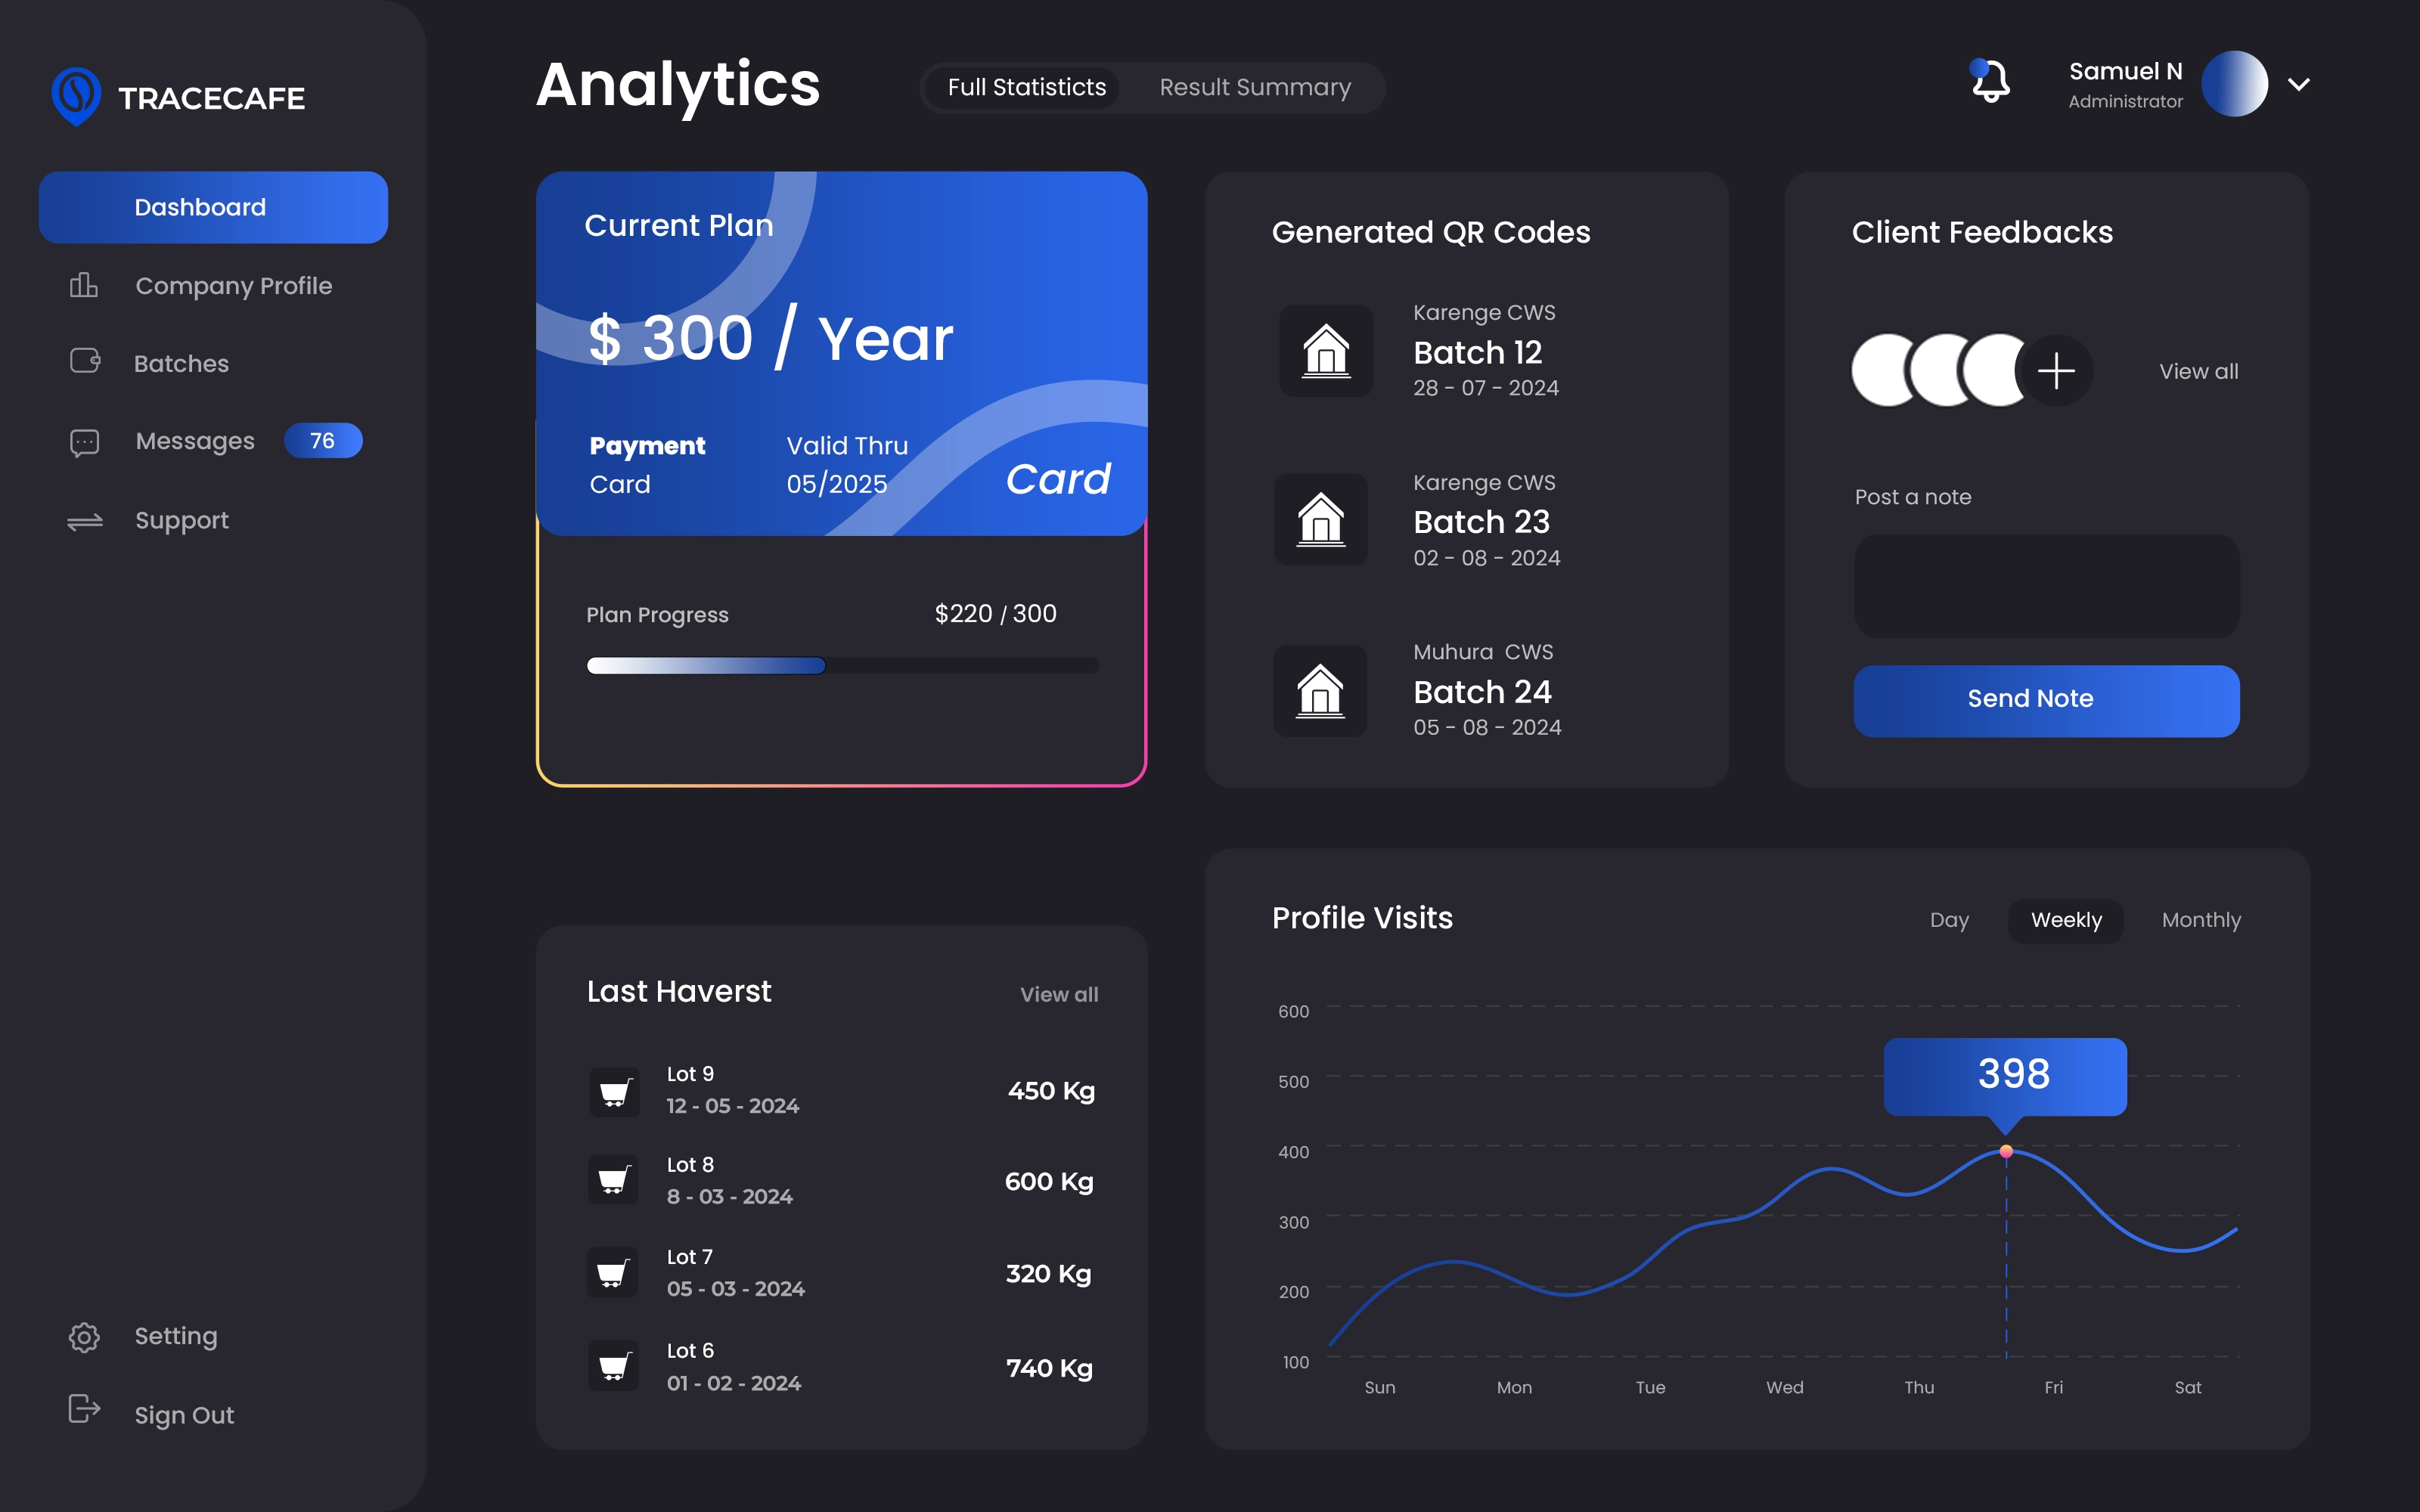 TRACECAFE
Dashboard
Company Profile
Batches
Messages 76
Support
Setting
Sign Out
Analytics
Full Statisticts Result Summary
Samuel N
Administrator
Current Plan
$ 300 / Year
Payment Valid Thru
Card 05/2025
Card
Plan Progress $220 / 300
Generated QR Codes
Karenge CWS
Batch 12
28 - 07 - 2024
Karenge CWS
Batch 23
02 - 08 - 2024
Muhura CWS
Batch 24
05 - 08 - 2024
Client Feedbacks
View all
Post a note
Send Note
Last Haverst View all
Lot 9
12 - 05 - 2024
450 Kg
Lot 8
8 - 03 - 2024
600 Kg
Lot 7
05 - 03 - 2024
320 Kg
Lot 6
01 - 02 - 2024
740 Kg
Profile Visits
Day Weekly Monthly
600
500
400
300
200
100
398
Sun Mon Tue Wed Thu Fri Sat